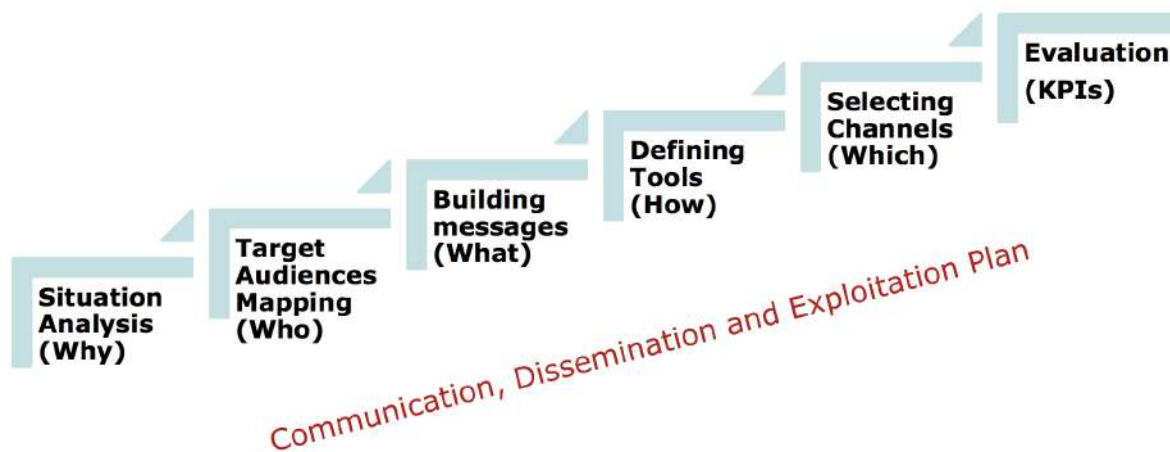 Situation
Analysis
(Why)
Target
Audiences
Mapping
(Who)
Building
messages
(What)
Defining
Tools
(How)
Selecting
Channels
(Which)
Evaluation
(KPIs)
Communication, Dissemination and Exploitation Plan